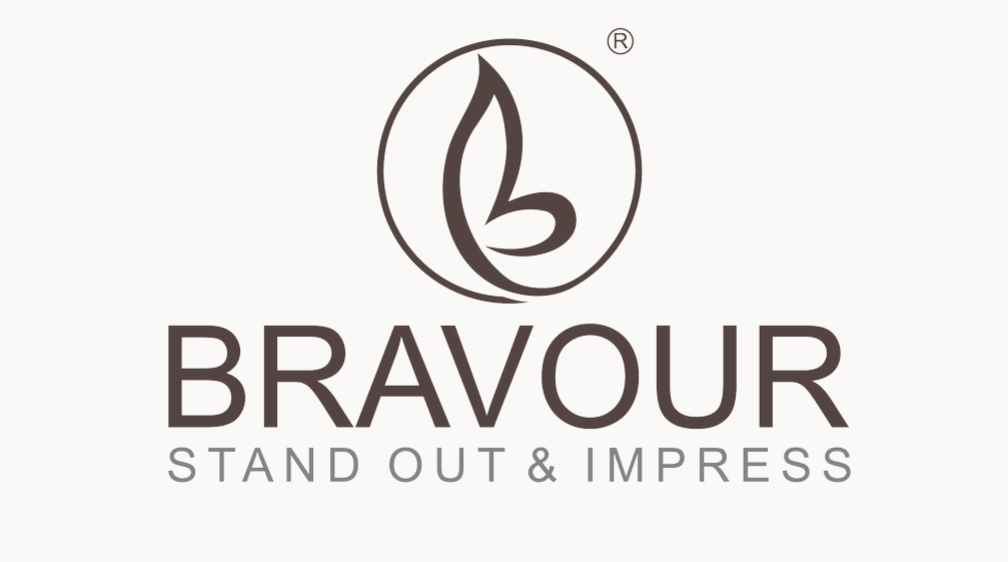 ®
BRAVOUR
STAND OUT & IMPRESS